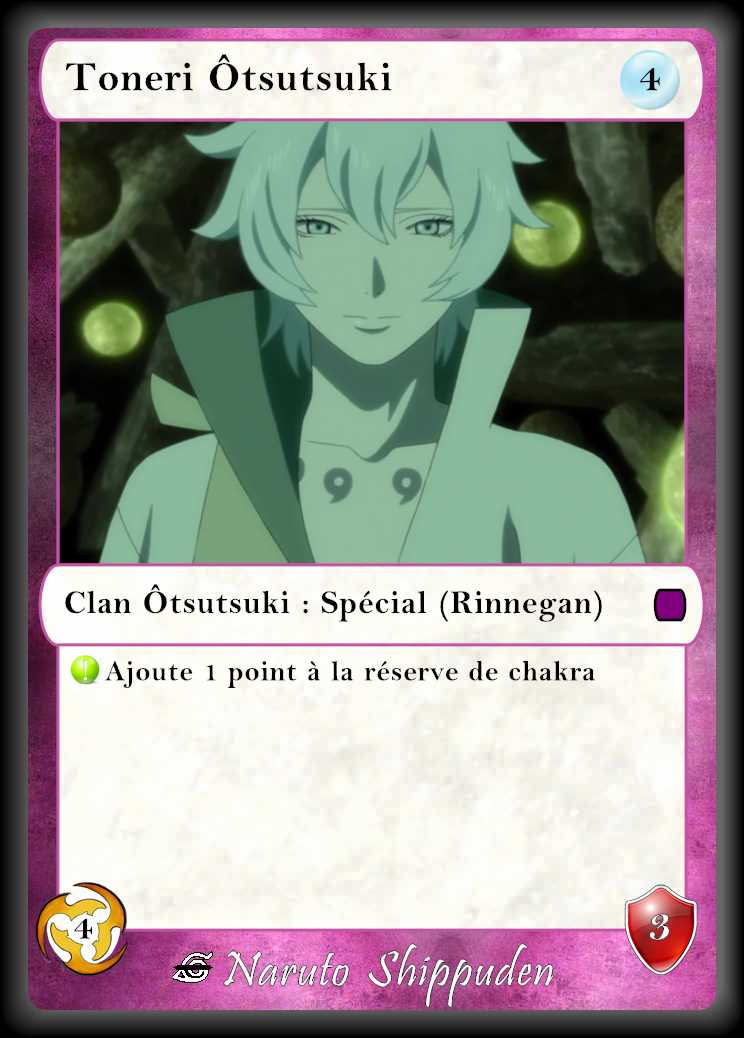 Toneri Ôtsutsuki
4
Clan Ôtsutsuki : Spécial (Rinnegan)
! Ajoute 1 point à la réserve de chakra
4
3
Naruto Shippuden